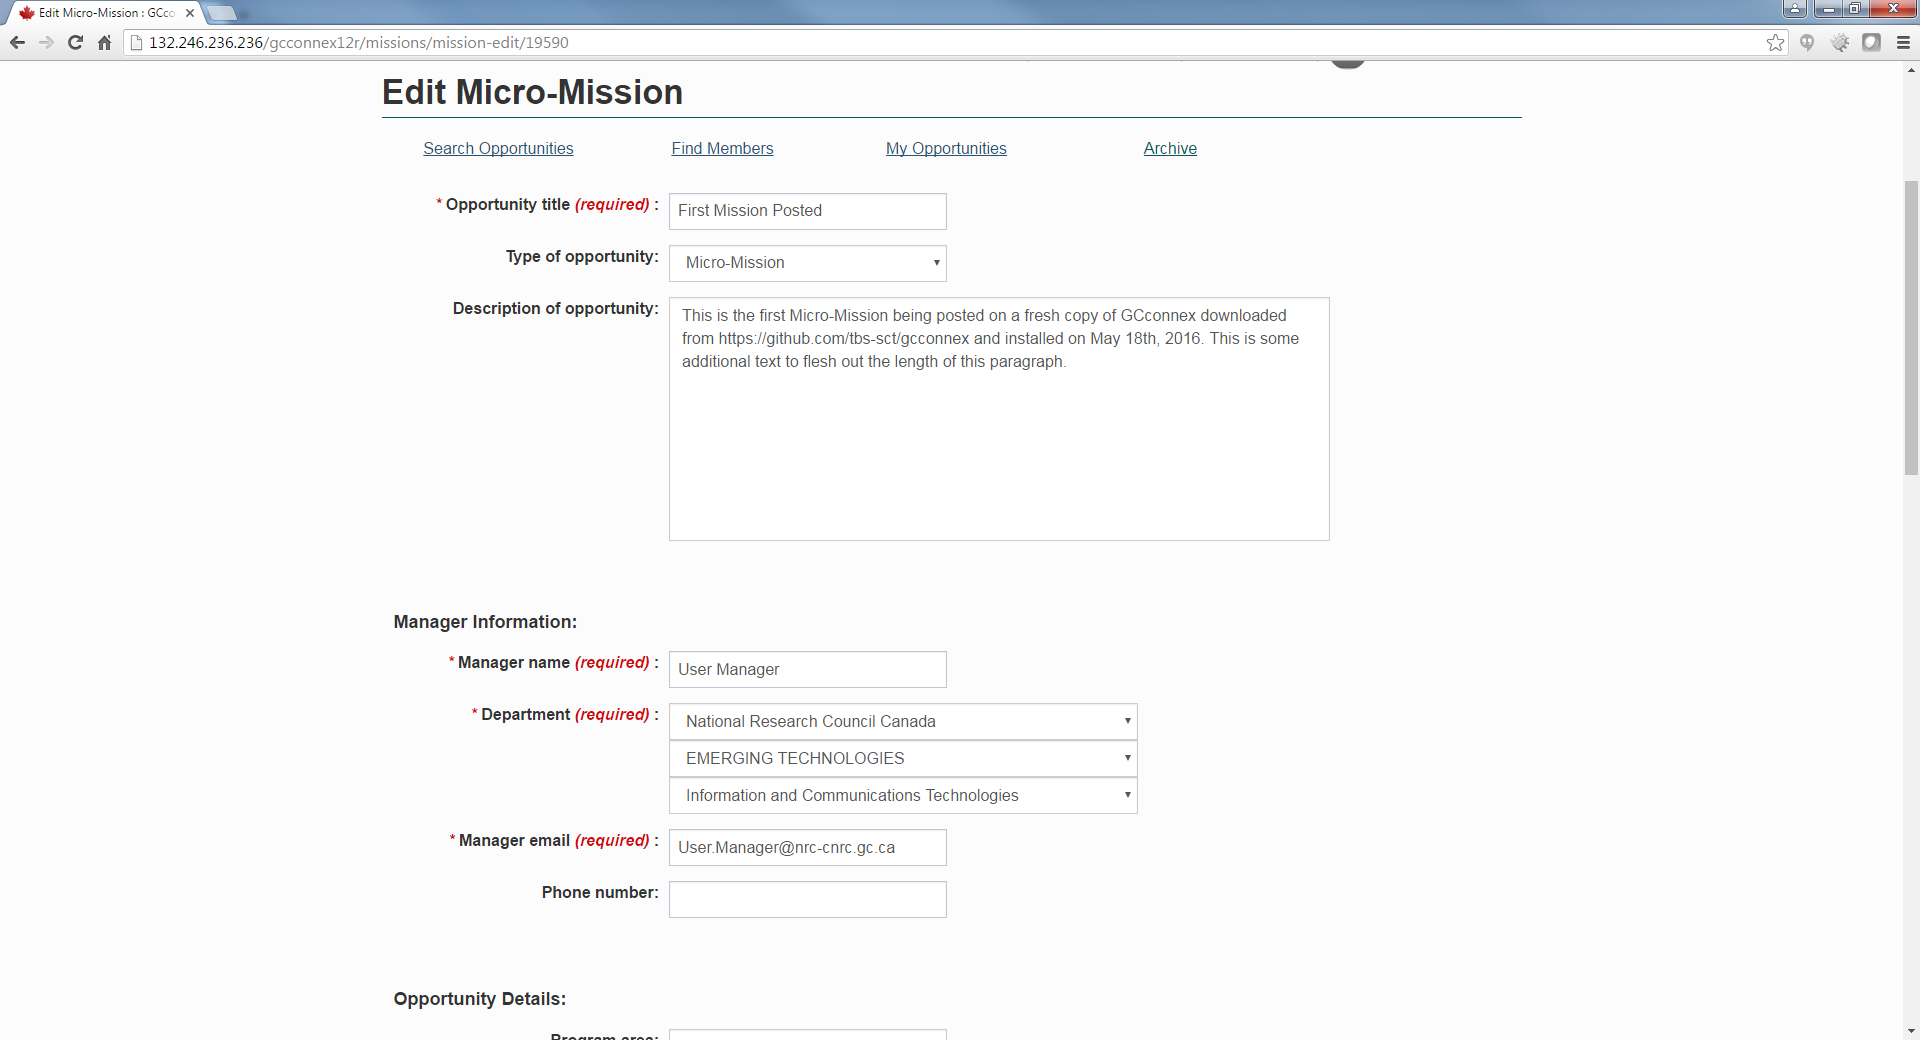 Edit Micro-Mission : GCco
132.246.236.236/gcconnex12r/missions/mission-edit/19590
Edit Micro-Mission
Search Opportunities Find Members My Opportunities Archive
* Opportunity title (required) : First Mission Posted
Type of opportunity: Micro-Mission
Description of opportunity: This is the first Micro-Mission being posted on a fresh copy of GCconnex downloaded
from https://github.com/tbs-sct/gcconnex and installed on May 18th, 2016. This is some
additional text to flesh out the length of this paragraph.
Manager Information:
* Manager name (required) : User Manager
* Department (required) : National Research Council Canada
EMERGING TECHNOLOGIES
Information and Communications Technologies
* Manager email (required) : User.Manager@nrc-cnrc.gc.ca
Phone number:
Opportunity Details:
Program area: